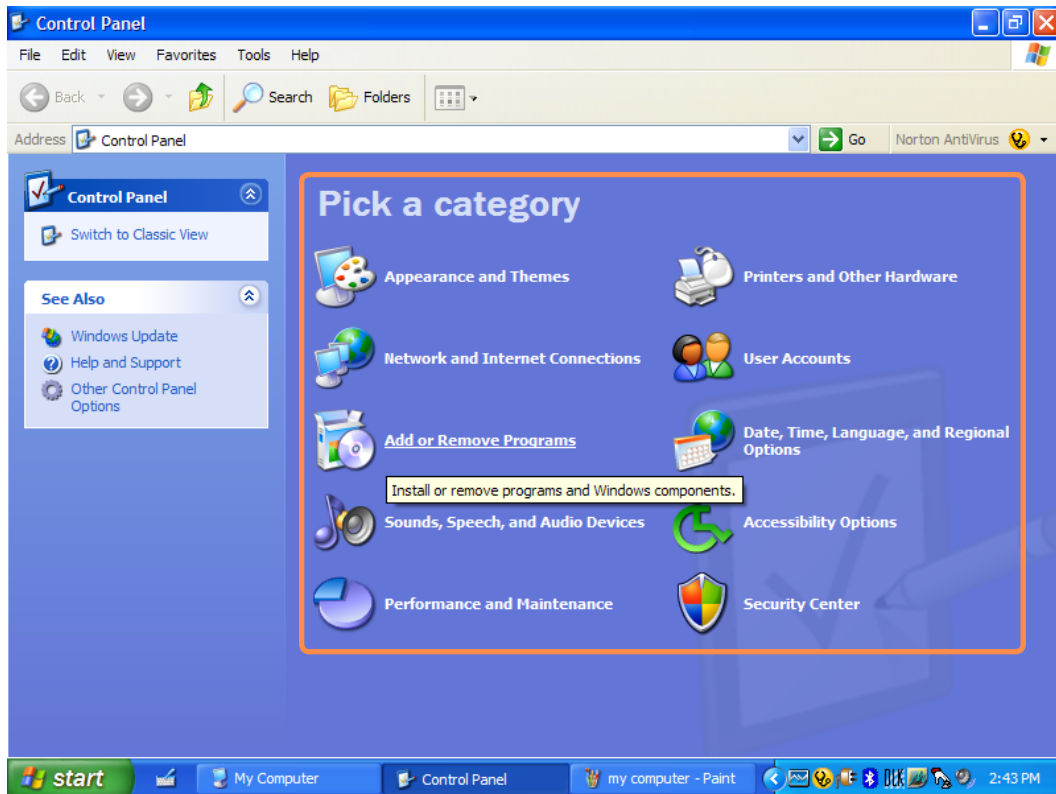 Control Panel
File Edit View Favorites Tools Help
Back Search Folders
Address Control Panel Go Norton AntiVirus
Control Panel
Switch to Classic View
See Also
Windows Update
Help and Support
Other Control Panel
Options
Pick a category
Appearance and Themes
Printers and Other Hardware
Network and Internet Connections
User Accounts
Add or Remove Programs
Date, Time, Language, and Regional
Options
Install or remove programs and Windows components.
Sounds, Speech, and Audio Devices
Accessibility Options
Performance and Maintenance
Security Center
start My Computer Control Panel my computer - Paint 2:43 PM